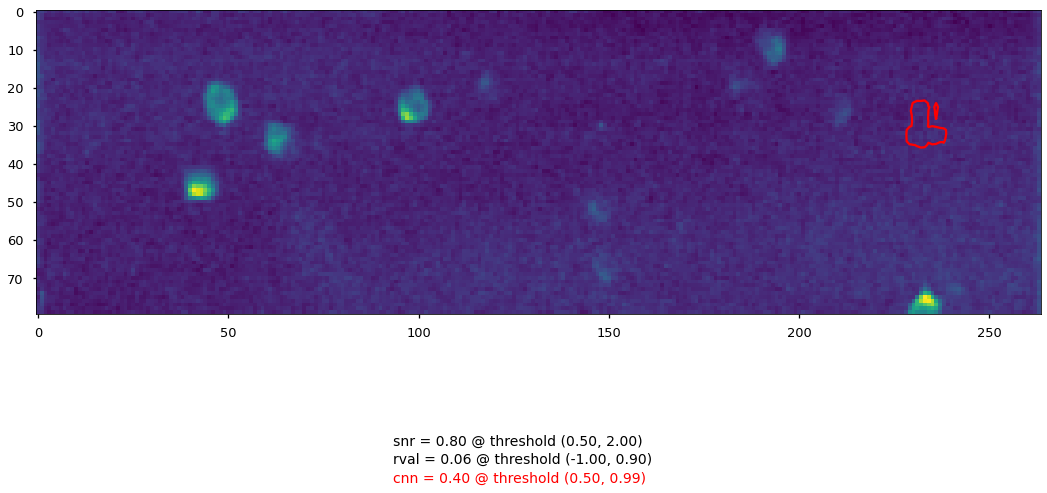 0
10
20
30
40
50
60
70
0 50 100 150 200 250
snr = 0.80 @ threshold (0.50, 2.00)
rval = 0.06 @ threshold (-1.00, 0.90)
cnn = 0.40 @ threshold (0.50, 0.99)